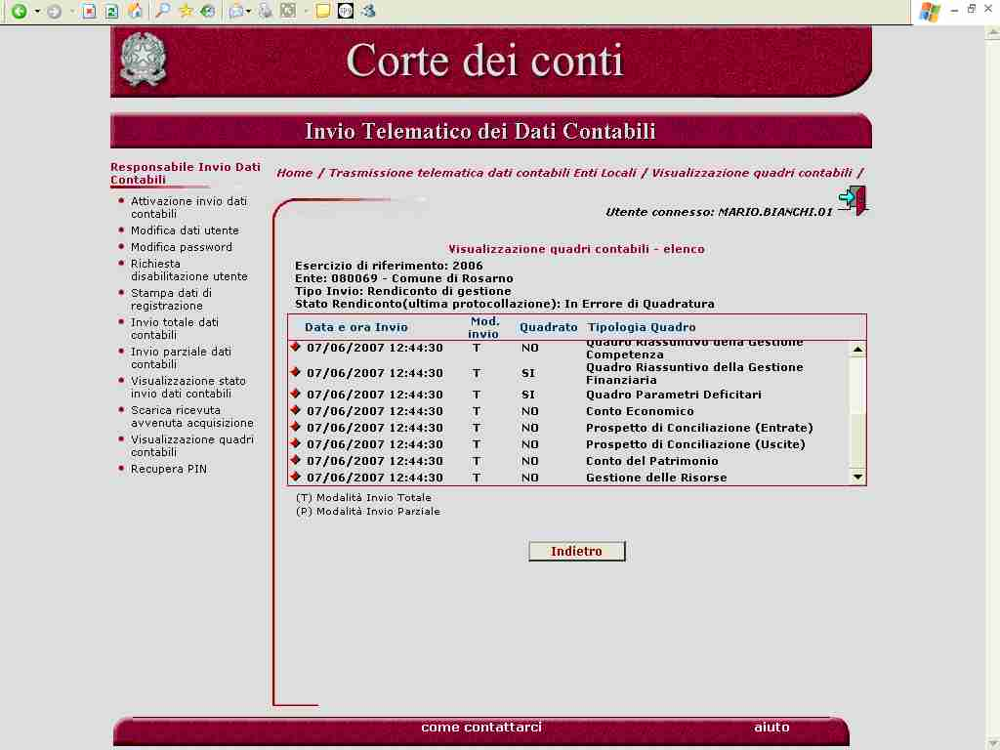 Corte dei conti
Invio Telematico dei Dati Contabili
Responsabile Invio Dati
Contabili
Attivazione invio dati
contabili
Modifica dati utente
Modifica password
Richiesta
disabilitazione utente
Stampa dati di
registrazione
Invio totale dati
contabili
Invio parziale dati
contabili
Visualizzazione stato
invio dati contabili
Scarica ricevuta
avvenuta acquisizione
Visualizzazione quadri
contabili
Recupera PIN
Home / Trasmissione telematica dati contabili Enti Locali / Visualizzazione quadri contabili /
Utente connesso: MARIO.BIANCHI.01
Visualizzazione quadri contabili - elenco
Esercizio di riferimento: 2006
Ente: 080069 - Comune di Rosarno
Tipo Invio: Rendiconto di gestione
Stato Rendiconto(ultima protocollazione): In Errore di Quadratura
Data e ora Invio Mod. invio Quadrato Tipologia Quadro
07/06/2007 12:44:30 T NO Quadro Riassuntivo della Gestione
Competenza
07/06/2007 12:44:30 T SI Quadro Riassuntivo della Gestione
Finanziaria
07/06/2007 12:44:30 T SI Quadro Parametri Deficitari
07/06/2007 12:44:30 T NO Conto Economico
07/06/2007 12:44:30 T NO Prospetto di Conciliazione (Entrate)
07/06/2007 12:44:30 T NO Prospetto di Conciliazione (Uscite)
07/06/2007 12:44:30 T NO Conto del Patrimonio
07/06/2007 12:44:30 T NO Gestione delle Risorse
(T) Modalità Invio Totale
(P) Modalità Invio Parziale
Indietro
come contattarci aiuto